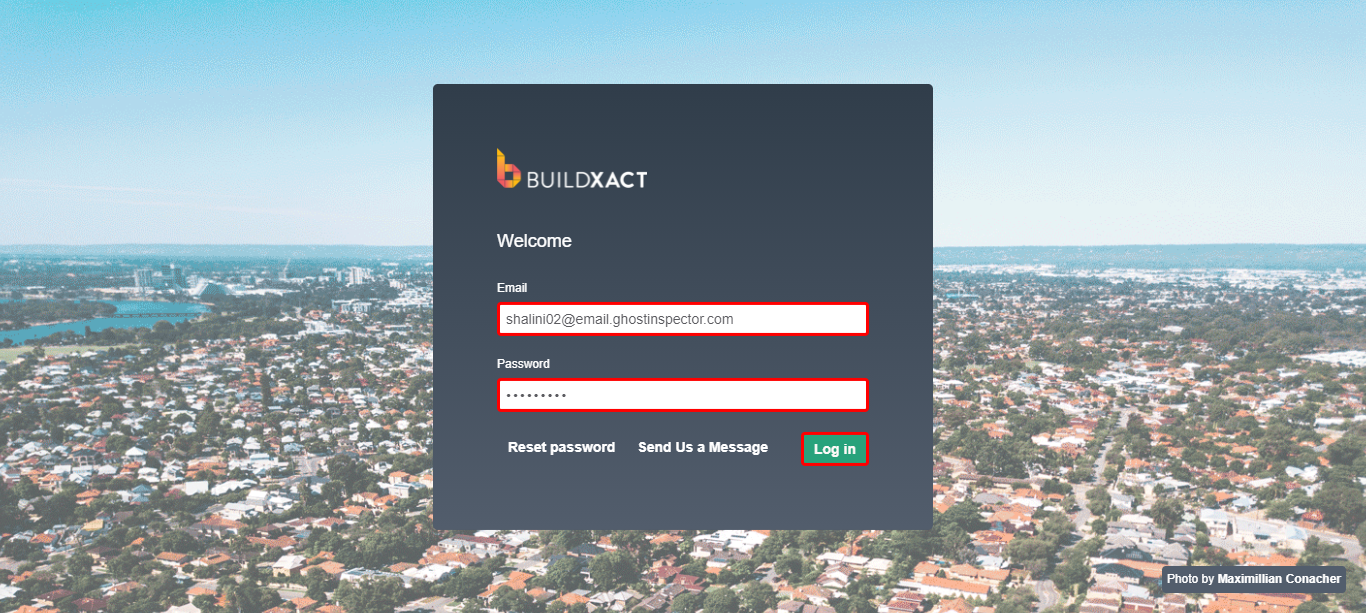 BUILDXACT
Welcome
Email
shalini02@email.ghostinspector.com
Password
•••••••••
Reset password
Send Us a Message
Log in
Photo by Maximillian Conacher